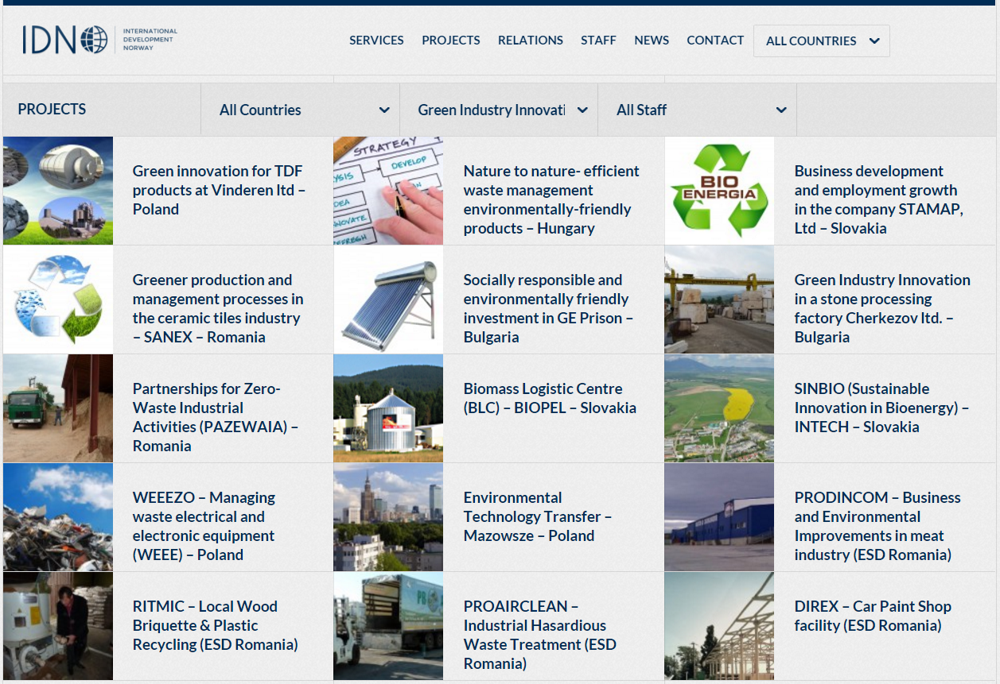 IDN
INTERNATIONAL
DEVELOPMENT
NORWAY
SERVICES
PROJECTS
RELATIONS
STAFF
NEWS
CONTACT
ALL COUNTRIES
PROJECTS
All Countries
Green Industry Innovati
All Staff
Green innovation for TDF
products at Vinderen ltd –
Poland
STRATEGY
DEVELOP
Nature to nature- efficient
waste management
environmentally-friendly
products – Hungary
BIO
ENERGIA
Business development
and employment growth
in the company STAMAP,
Ltd – Slovakia
Greener production and
management processes in
the ceramic tiles industry
– SANEX – Romania
Socially responsible and
environmentally friendly
investment in GE Prison –
Bulgaria
Green Industry Innovation
in a stone processing
factory Cherkezov ltd. –
Bulgaria
Partnerships for Zero-
Waste Industrial
Activities (PAZEWAIA) –
Romania
Biomass Logistic Centre
(BLC) – BIOPEL – Slovakia
SINBIO (Sustainable
Innovation in Bioenergy) –
INTECH – Slovakia
WEEEZO – Managing
waste electrical and
electronic equipment
(WEEE) – Poland
Environmental
Technology Transfer –
Mazowsze – Poland
PRODINCOM – Business
and Environmental
Improvements in meat
industry (ESD Romania)
RITMIC – Local Wood
Briquette & Plastic
Recycling (ESD Romania)
PROAIRCLEAN –
Industrial Hasardious
Waste Treatment (ESD
Romania)
DIREX – Car Paint Shop
facility (ESD Romania)